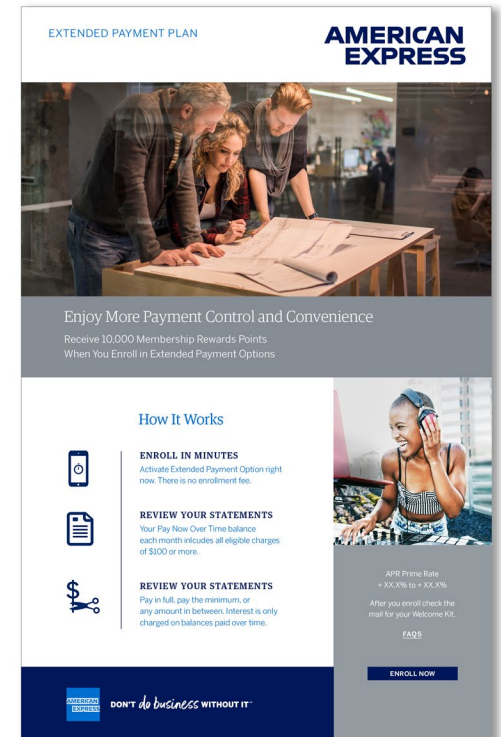 EXTENDED PAYMENT PLAN
AMERICAN
EXPRESS
Enjoy More Payment Control and Convenience
Receive 10,000 Membership Rewards Points
When You Enroll in Extended Payment Options
How It Works
ENROLL IN MINUTES
Activate Extended Payment Option right
now. There is no enrollment fee.
REVIEW YOUR STATEMENTS
Your Pay Now Over Time balance
each month inlcudes all eligible charges
of $100 or more.
REVIEW YOUR STATEMENTS
Pay in full, pay the minimum, or
any amount in between. Interest is only
charged on balances paid over time.
APR Prime Rate
+ XX.X% to + XX.X%
After you enroll check the
mail for your Welcome Kit.
FAQS
ENROLL NOW
AMERICAN
EXPRESS
DON'T do business WITHOUT IT™